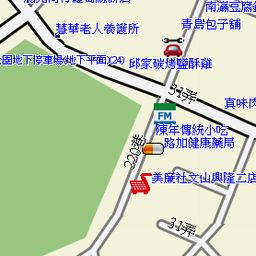 南灜豆腐
青島包子舖
慧華老人養護所
公園地下停車場(地下平面)(24)
邱家碳烤鹽酥雞
51弄
真味肉
FM
陳年傳統小吃
路加健康藥局
220巷
美廉社文山興隆二店
31弄